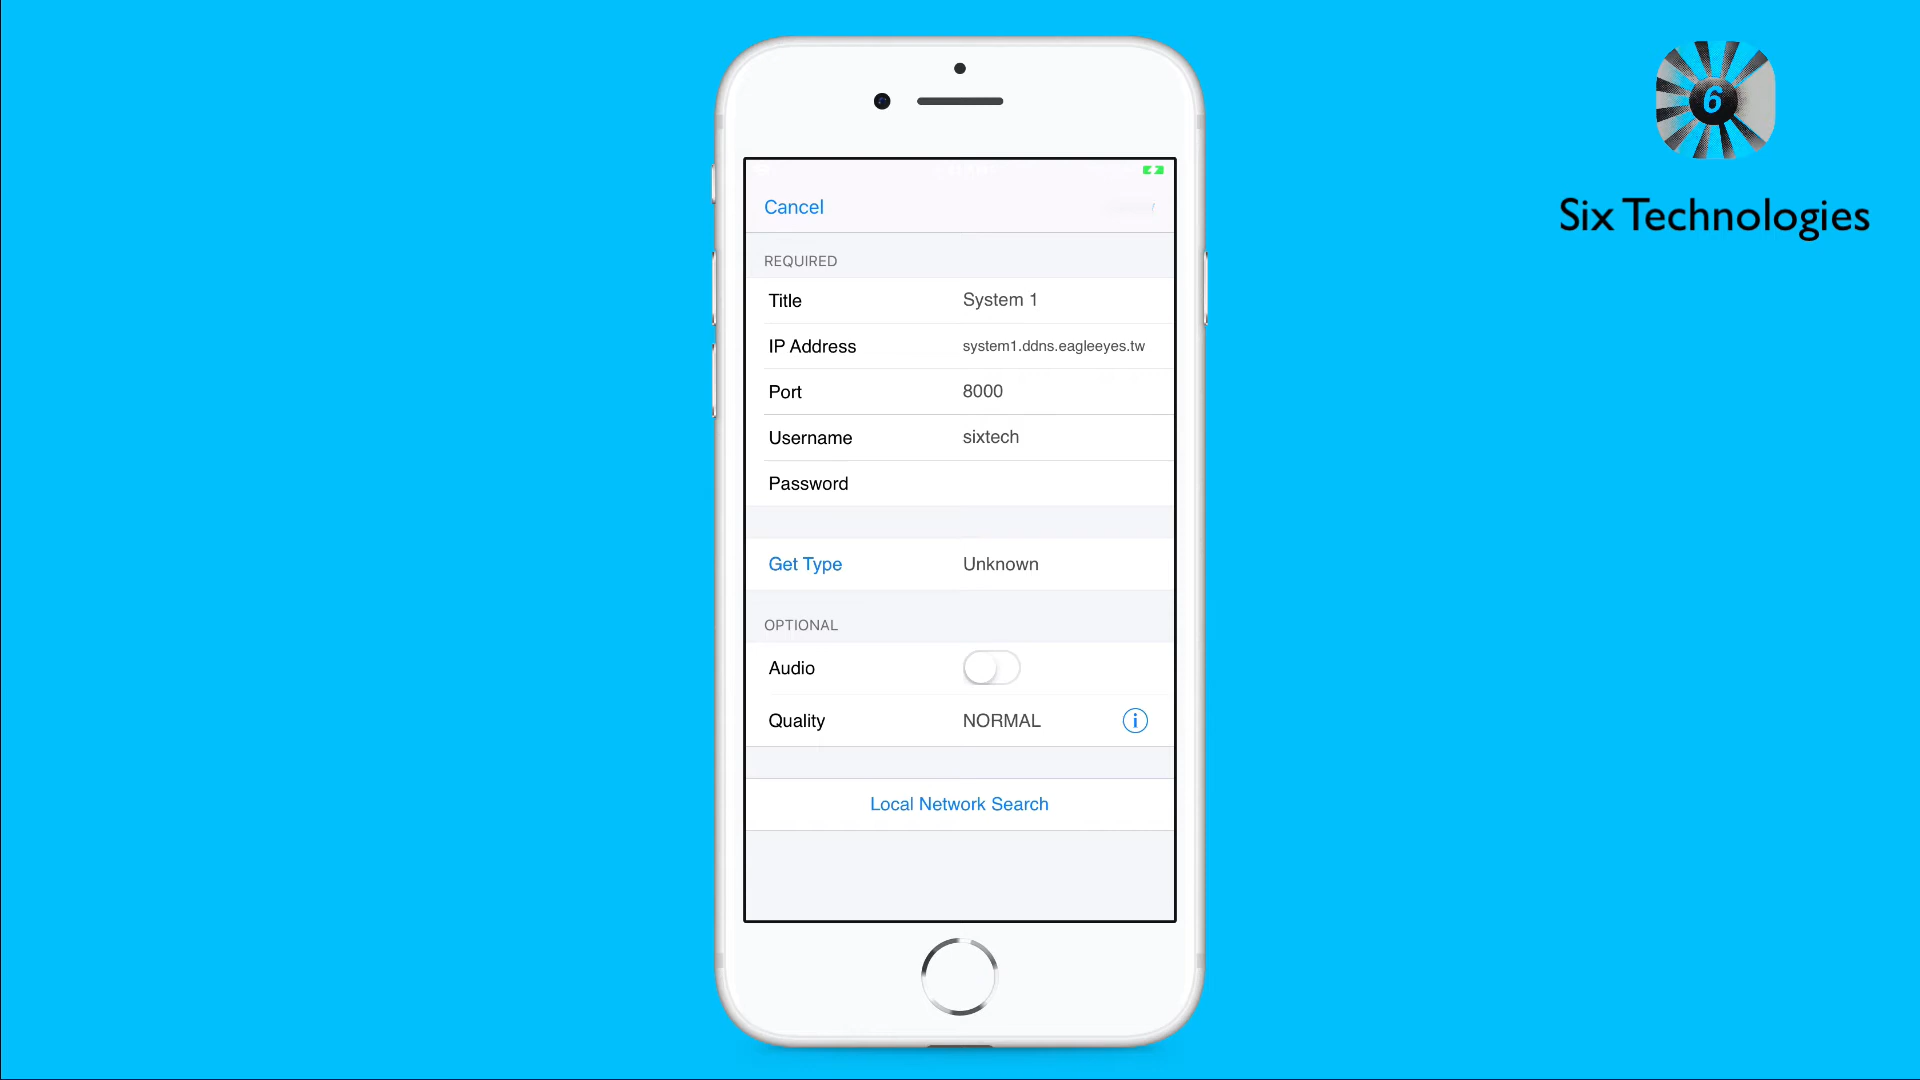 6
Six Technologies
Cancel
REQUIRED
Title System 1
IP Address system1.ddns.eagleeyes.tw
Port 8000
Username sixtech
Password
Get Type Unknown
OPTIONAL
Audio
Quality NORMAL i
Local Network Search